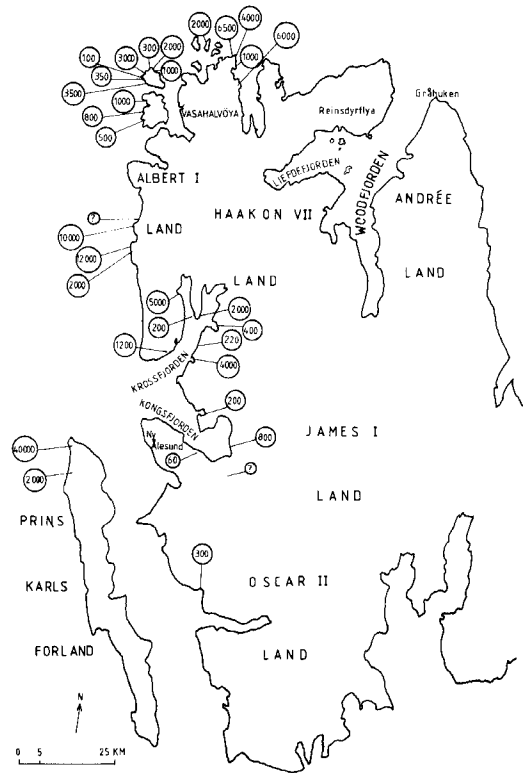 2000
6500
4000
6000
300
2000
3000
100
350
1000
3500
1000
800
500
1000
VASAHALVÖYA
Reinsdyrflya
Gråhuken
LIEFDEFJORDEN
WOODFJORDEN
ALBERT I
LAND
HAAKON VII
LAND
ANDRÉE
LAND
?
10000
12000
2000
5000
200
2000
400
220
4000
1200
KROSSFJORDEN
200
KONGSFJORDEN
Ny
Ålesund
60
800
?
JAMES I
LAND
40000
2000
PRINS
KARLS
FORLAND
300
OSCAR II
LAND
N
0 5 25 KM